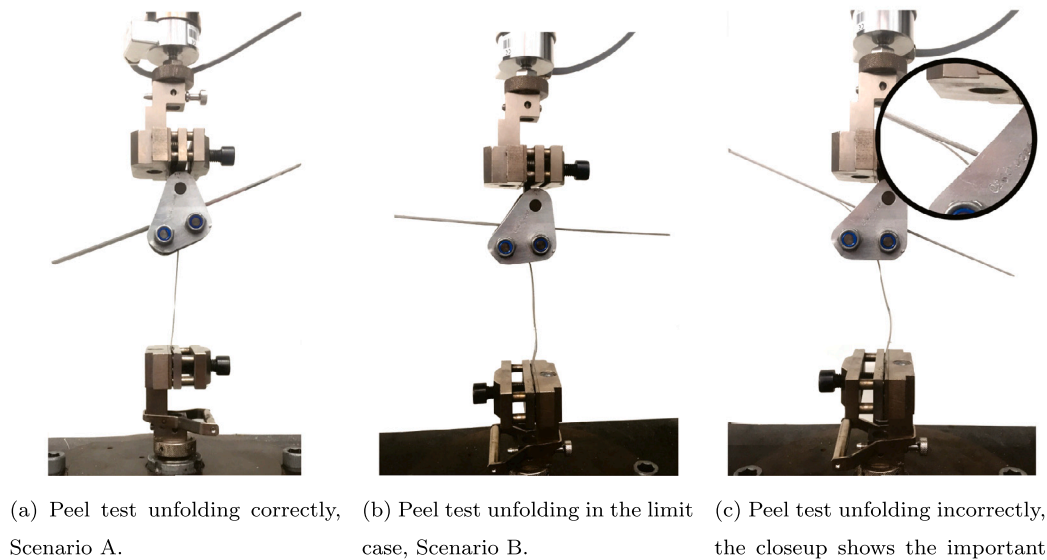 (a) Peel test unfolding correctly,
Scenario A.
(b) Peel test unfolding in the limit
case, Scenario B.
(c) Peel test unfolding incorrectly,
the closeup shows the important